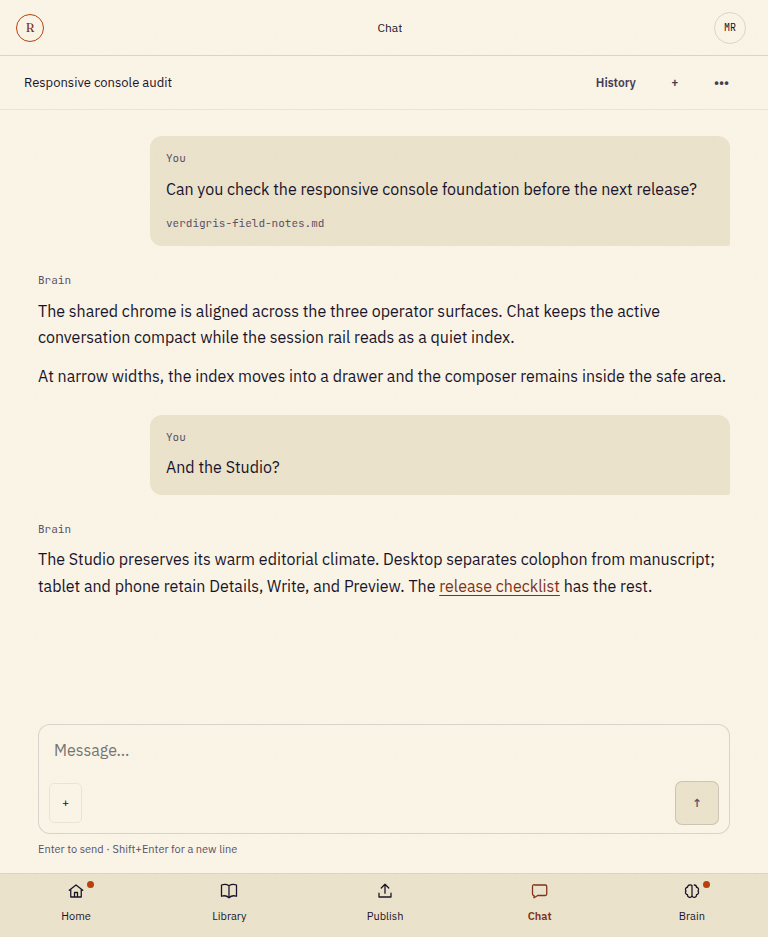 R
Chat
MR
Responsive console audit
History
+
•••
You
Can you check the responsive console foundation before the next release?
verdigris-field-notes.md
Brain
The shared chrome is aligned across the three operator surfaces. Chat keeps the active
conversation compact while the session rail reads as a quiet index.
At narrow widths, the index moves into a drawer and the composer remains inside the safe area.
You
And the Studio?
Brain
The Studio preserves its warm editorial climate. Desktop separates colophon from manuscript;
tablet and phone retain Details, Write, and Preview. The release checklist has the rest.
Message...
+
↑
Enter to send · Shift+Enter for a new line
Home
Library
Publish
Chat
Brain